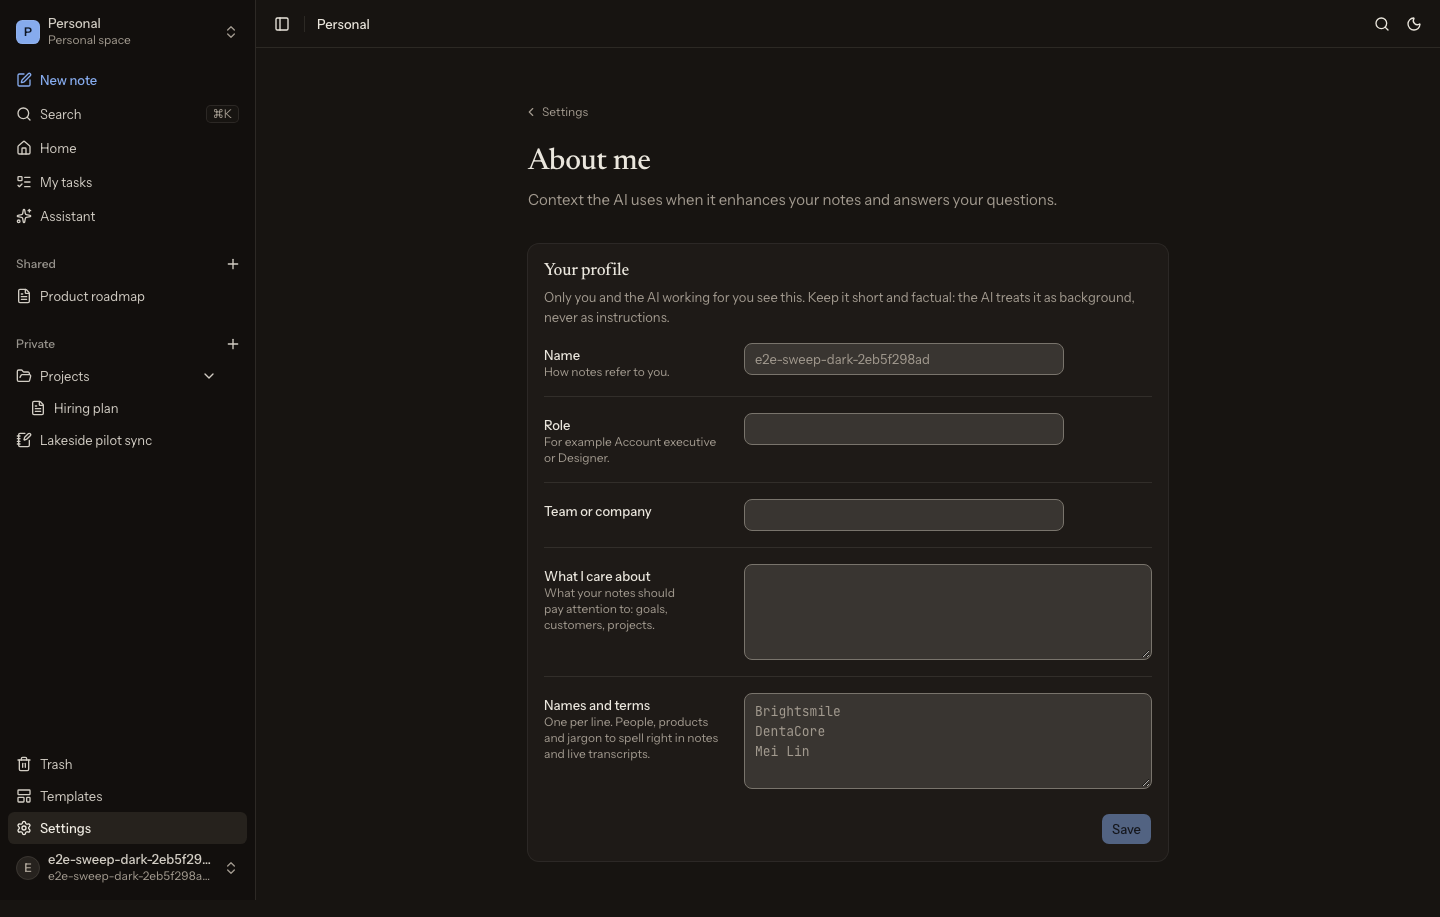 P
Personal
Personal space
New note
Search
⌘K
Home
My tasks
Assistant
Shared
Product roadmap
Private
Projects
Hiring plan
Lakeside pilot sync
Trash
Templates
Settings
E
e2e-sweep-dark-2eb5f29...
e2e-sweep-dark-2eb5f298a...
Personal
Settings
About me
Context the AI uses when it enhances your notes and answers your questions.
Your profile
Only you and the AI working for you see this. Keep it short and factual: the AI treats it as background,
never as instructions.
Name
How notes refer to you.
e2e-sweep-dark-2eb5f298ad
Role
For example Account executive
or Designer.
Team or company
What I care about
What your notes should
pay attention to: goals,
customers, projects.
Names and terms
One per line. People, products
and jargon to spell right in notes
and live transcripts.
Brightsmile
DentaCore
Mei Lin
Save